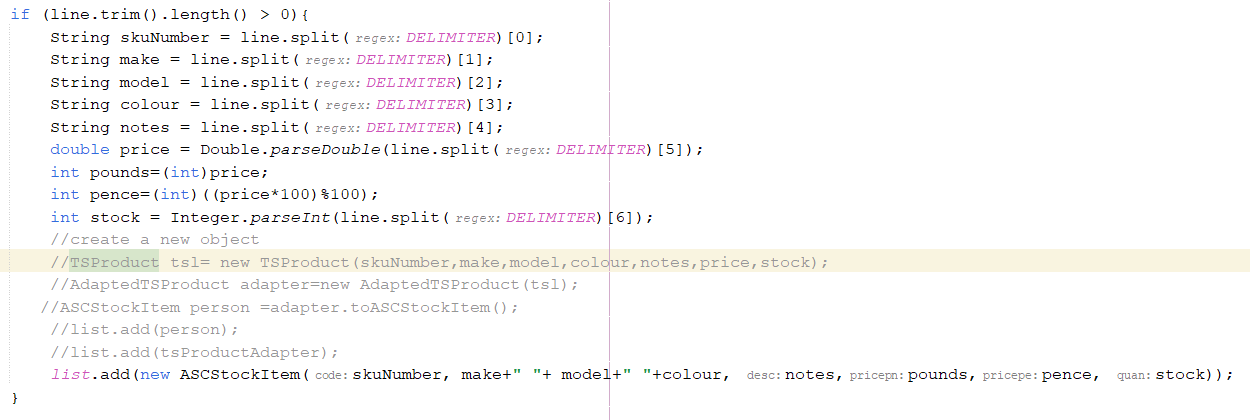 if (line.trim().length() > 0){
String skuNumber = line.split( regex: DELIMITER)[0];
String make = line.split( regex: DELIMITER)[1];
String model = line.split( regex: DELIMITER)[2];
String colour = line.split( regex: DELIMITER)[3];
String notes = line.split( regex: DELIMITER)[4];
double price = Double.parseDouble(line.split( regex: DELIMITER)[5]);
int pounds=(int)price;
int pence=(int)((price*100)%100);
int stock = Integer.parseInt(line.split( regex: DELIMITER)[6]);
//create a new object
//TSProduct tsl= new TSProduct(skuNumber,make,model,colour,notes,price,stock);
//AdaptedTSProduct adapter=new AdaptedTSProduct(tsl);
//ASCStockItem person =adapter.toASCStockItem();
//list.add(person);
//list.add(tsProductAdapter);
list.add(new ASCStockItem( code: skuNumber, make+" "+ model+" "+colour, desc: notes, pricepn: pounds, pricepe: pence, quan: stock));
}